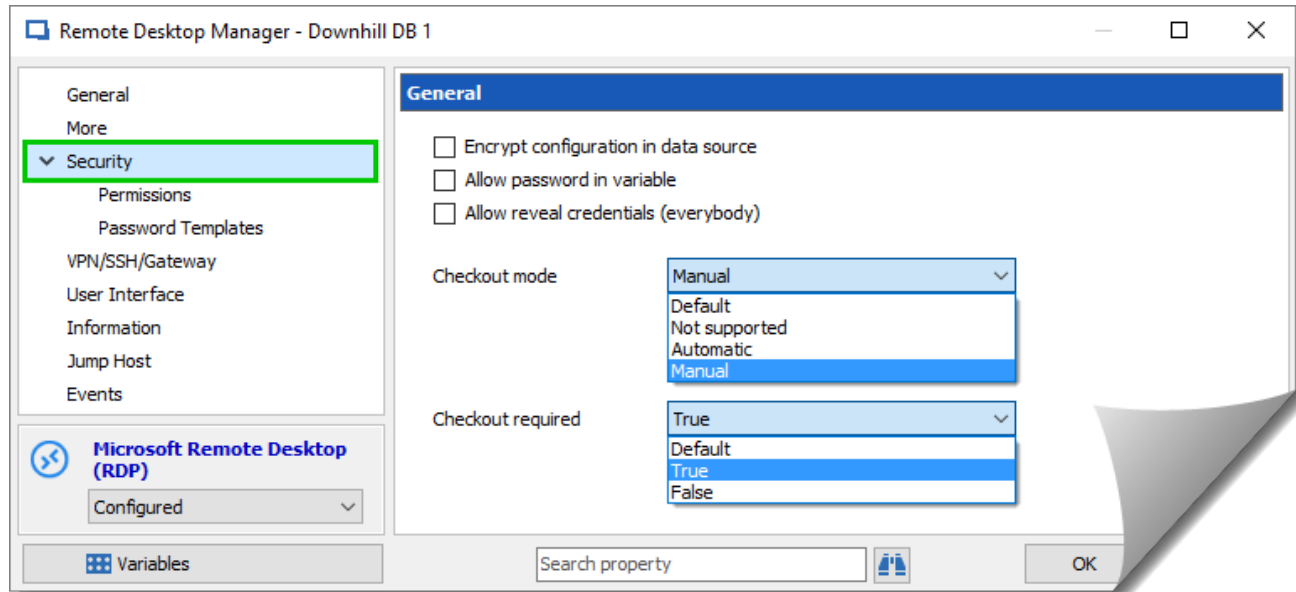 Remote Desktop Manager - Downhill DB 1
General
More
Security
Permissions
Password Templates
VPN/SSH/Gateway
User Interface
Information
Jump Host
Events
Microsoft Remote Desktop
(RDP)
Configured
Variables
General
Encrypt configuration in data source
Allow password in variable
Allow reveal credentials (everybody)
Checkout mode
Manual
Default
Not supported
Automatic
Manual
Checkout required
True
Default
True
False
Search property
OK